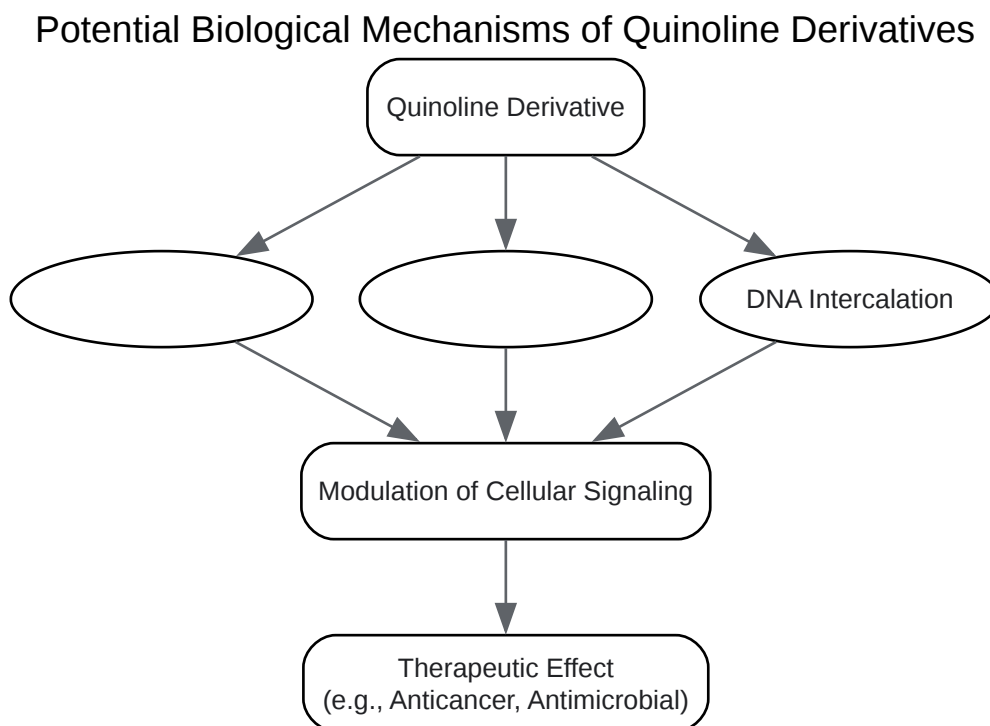 Potential Biological Mechanisms of Quinoline Derivatives
Quinoline Derivative
DNA Intercalation
Modulation of Cellular Signaling
Therapeutic Effect
(e.g., Anticancer, Antimicrobial)